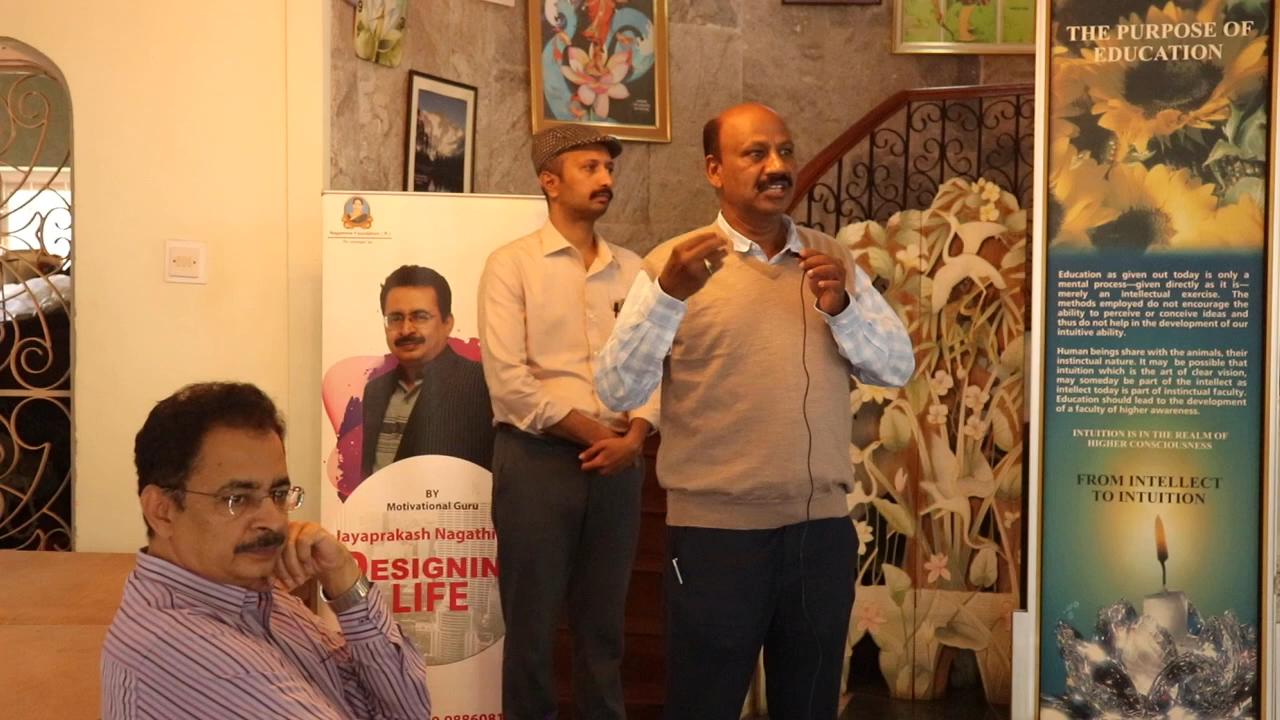 BY
Motivational Guru
Jayaprakash Nagathi
DESIGNIN
LIFE
9886081
THE PURPOSE OF
EDUCATION
Education as given out today is only a
mental process—given directly as it is—
merely an intellectual exercise. The
methods employed do not encourage the
ability to perceive or conceive ideas and
thus do not help in the development of our
intuitive ability.
Human beings share with the animals, their
instinctual nature. It may be possible that
intuition which is the art of clear vision,
may someday be part of the intellect as
intellect today is part of instinctual faculty.
Education should lead to the development
of a faculty of higher awareness.
INTUITION IS IN THE REALM OF
HIGHER CONSCIOUSNESS
FROM INTELLECT
TO INTUITION